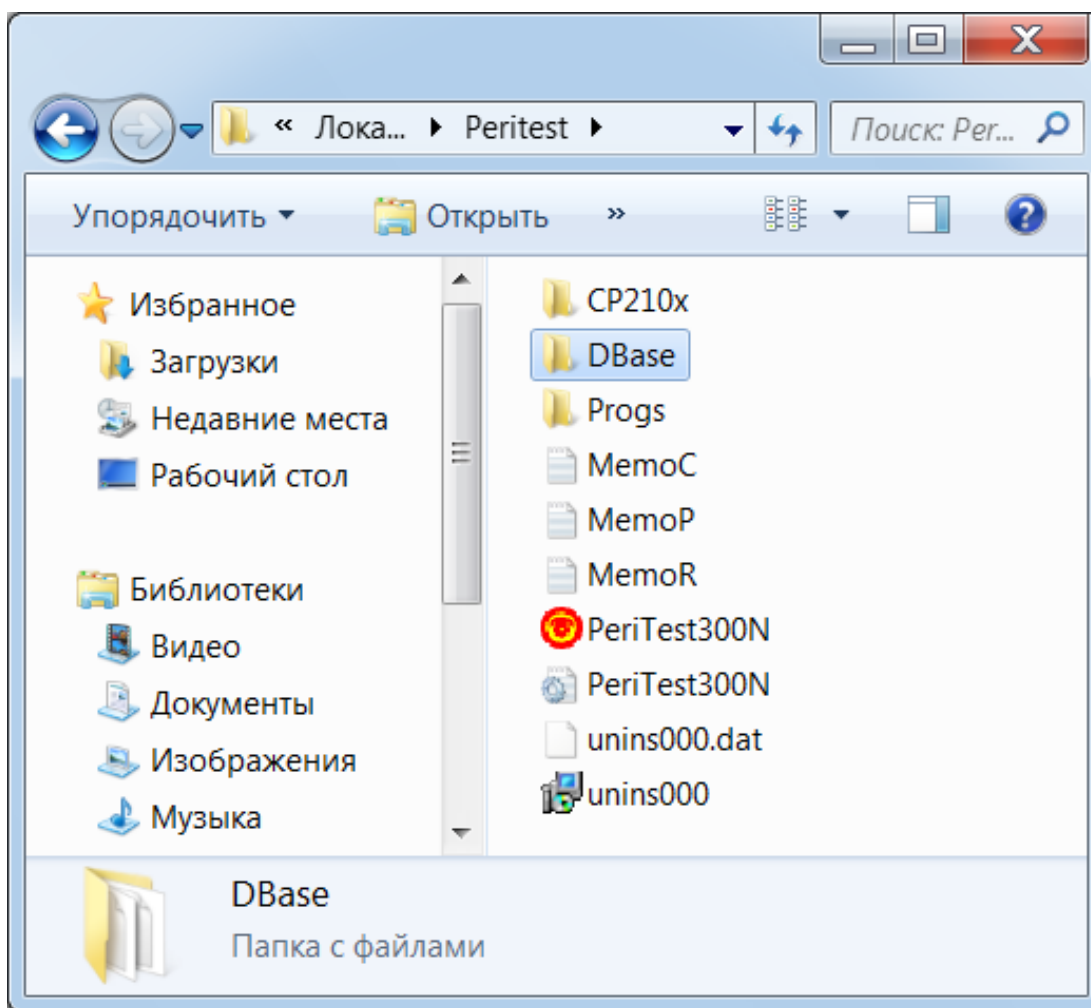 « Лока... Peritest
Поиск: Per...
Упорядочить
Открыть
»
Избранное
Загрузки
Недавние места
Рабочий стол
Библиотеки
Видео
Документы
Изображения
Музыка
CP210x
DBase
Progs
MemoC
MemoP
MemoR
PeriTest300N
PeriTest300N
unins000.dat
unins000
DBase
Папка с файлами